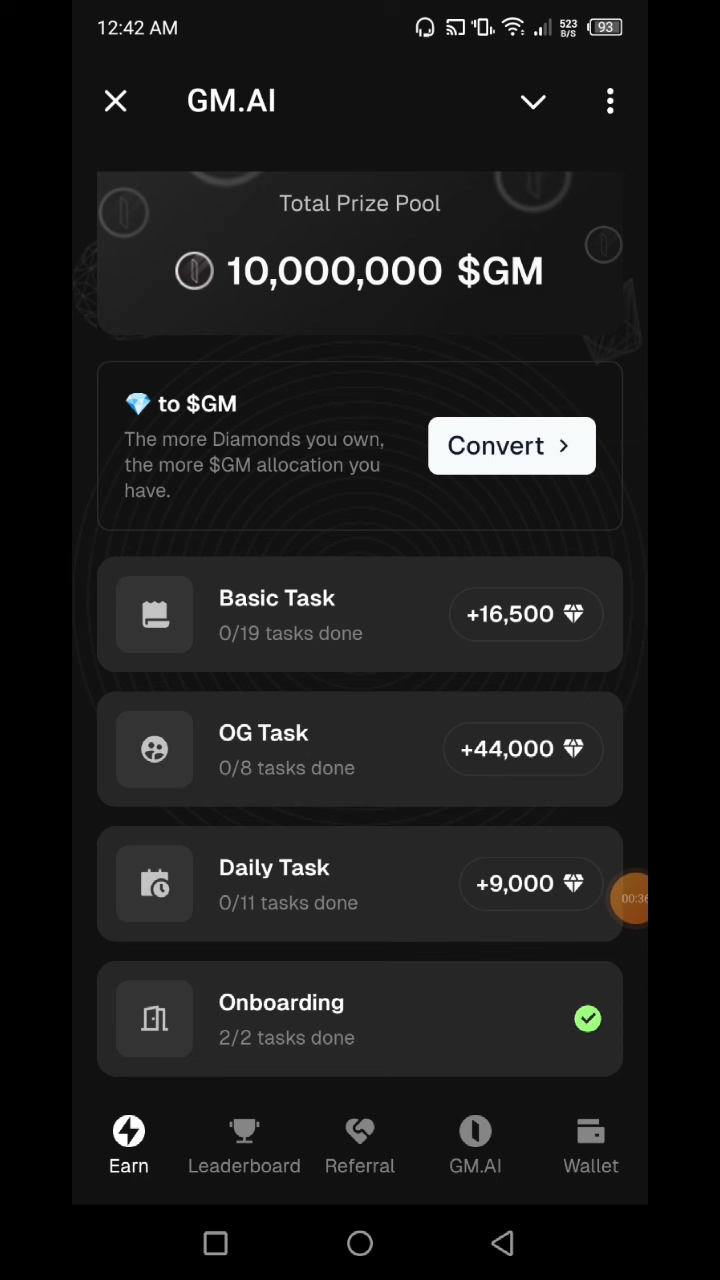 12:42 AM
523
B/S
93
GM.AI
Total Prize Pool
10,000,000 $GM
💎 to $GM
The more Diamonds you own,
the more $GM allocation you
have.
Convert >
Basic Task
0/19 tasks done
+16,500
OG Task
0/8 tasks done
+44,000
Daily Task
0/11 tasks done
+9,000
00:36
Onboarding
2/2 tasks done
Earn
Leaderboard
Referral
GM.AI
Wallet